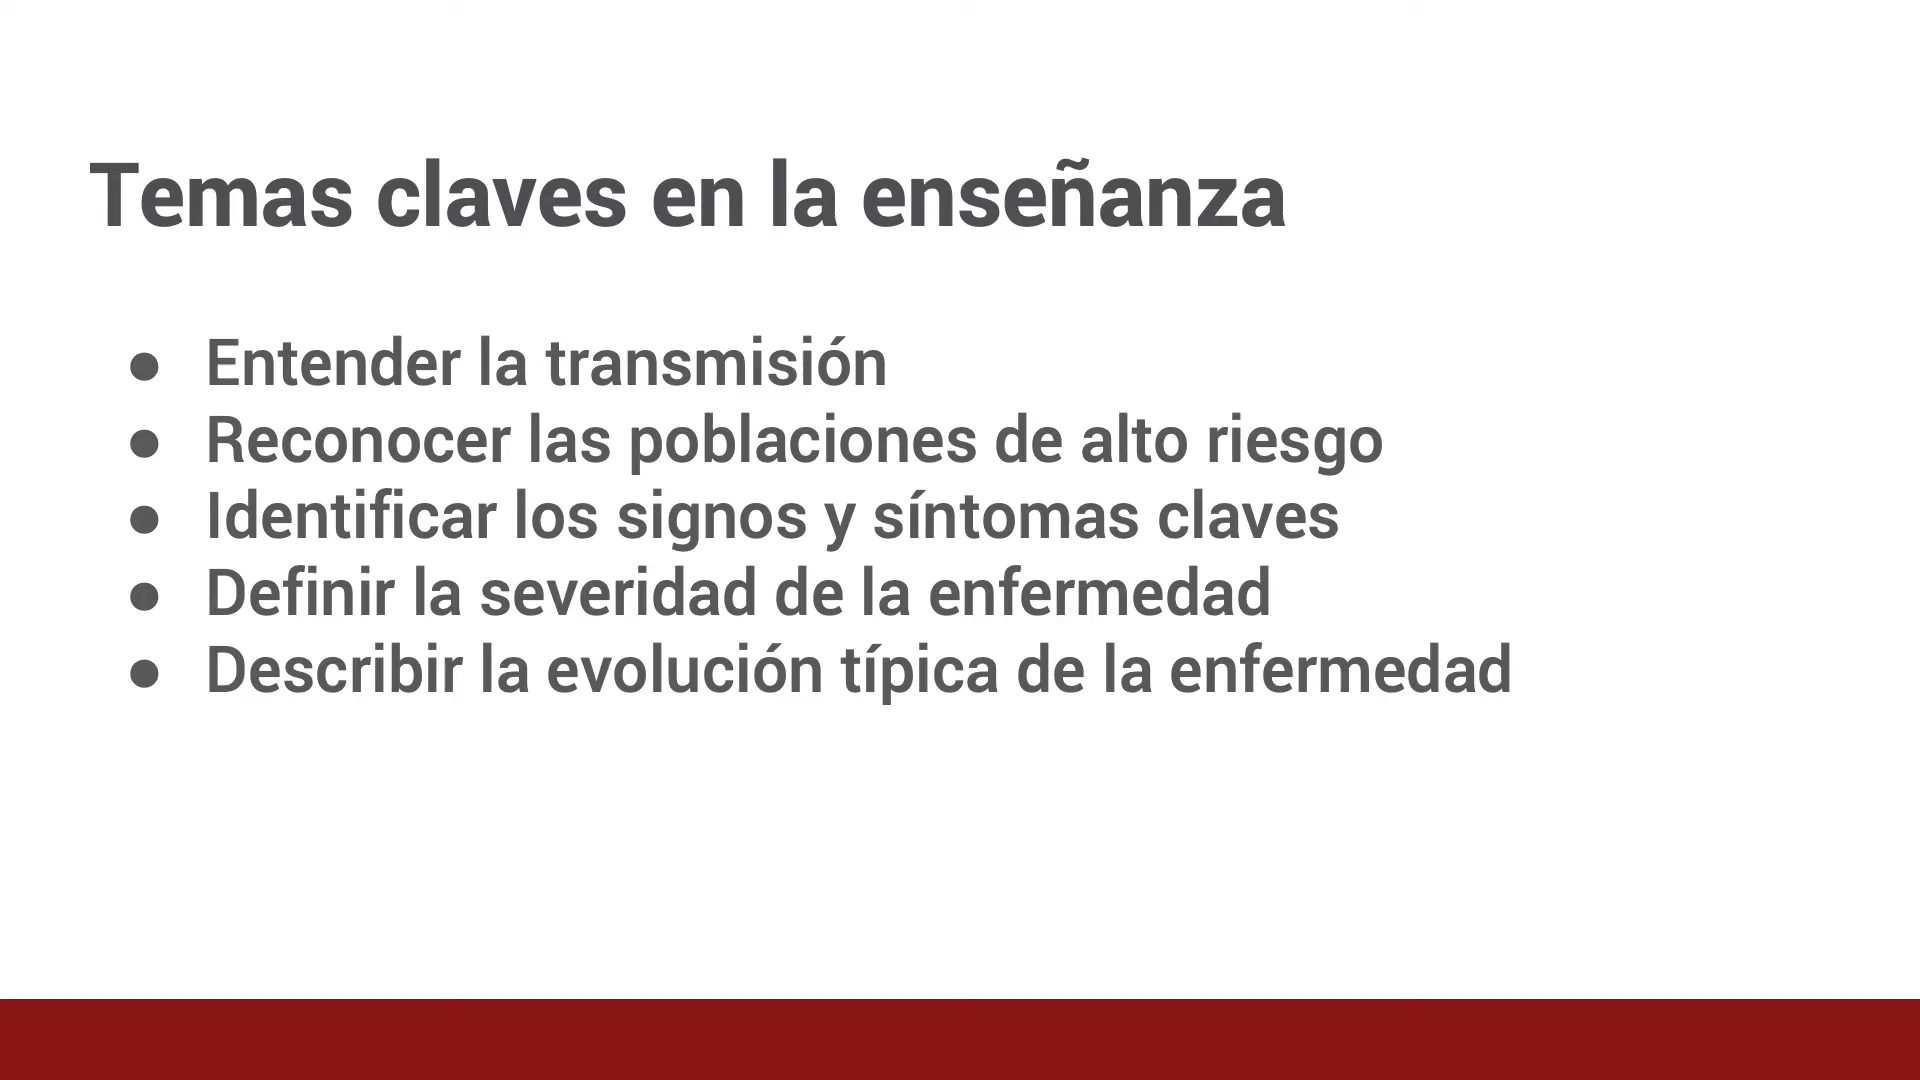 Temas claves en la enseñanza
● Entender la transmisión
● Reconocer las poblaciones de alto riesgo
● Identificar los signos y síntomas claves
● Definir la severidad de la enfermedad
● Describir la evolución típica de la enfermedad